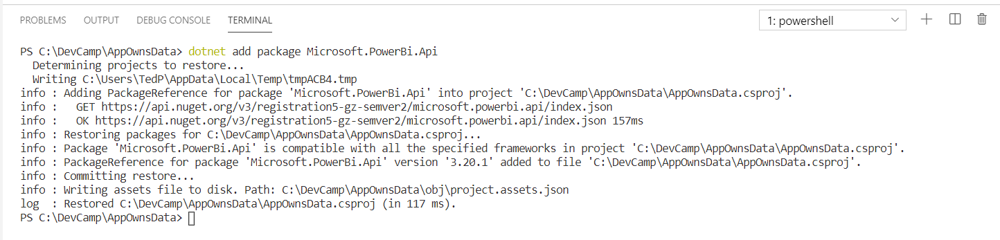 PROBLEMS OUTPUT DEBUG CONSOLE TERMINAL 1: powershell
PS C:\DevCamp\AppOwnsData> dotnet add package Microsoft.PowerBi.Api
  Determining projects to restore...
  Writing C:\Users\TedP\AppData\Local\Temp\tmpACB4.tmp
info : Adding PackageReference for package 'Microsoft.PowerBi.Api' into project 'C:\DevCamp\AppOwnsData\AppOwnsData.csproj'.
info :   GET https://api.nuget.org/v3/registration5-gz-semver2/microsoft.powerbi.api/index.json
info :   OK https://api.nuget.org/v3/registration5-gz-semver2/microsoft.powerbi.api/index.json 157ms
info : Restoring packages for C:\DevCamp\AppOwnsData\AppOwnsData.csproj...
info : Package 'Microsoft.PowerBi.Api' is compatible with all the specified frameworks in project 'C:\DevCamp\AppOwnsData\AppOwnsData.csproj'.
info : PackageReference for package 'Microsoft.PowerBi.Api' version '3.20.1' added to file 'C:\DevCamp\AppOwnsData\AppOwnsData.csproj'.
info : Committing restore...
info : Writing assets file to disk. Path: C:\DevCamp\AppOwnsData\obj\project.assets.json
log  : Restored C:\DevCamp\AppOwnsData\AppOwnsData.csproj (in 117 ms).
PS C:\DevCamp\AppOwnsData>